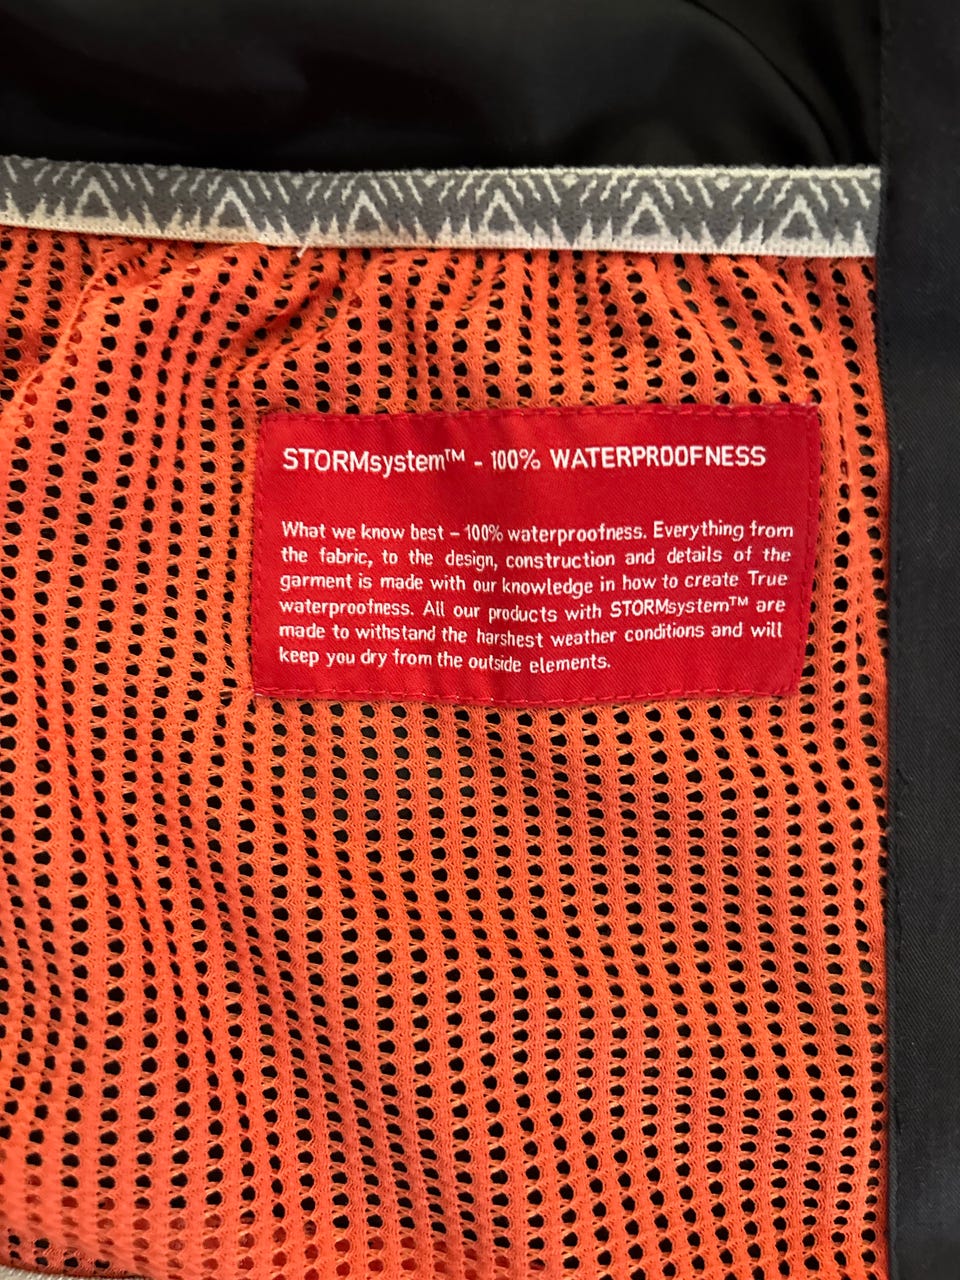 STORMsystem™ - 100% WATERPROOFNESS
What we know best – 100% waterproofness. Everything from
the fabric, to the design, construction and details of the
garment is made with our knowledge in how to create True
waterproofness. All our products with STORMsystem™ are
made to withstand the harshest weather conditions and will
keep you dry from the outside elements.